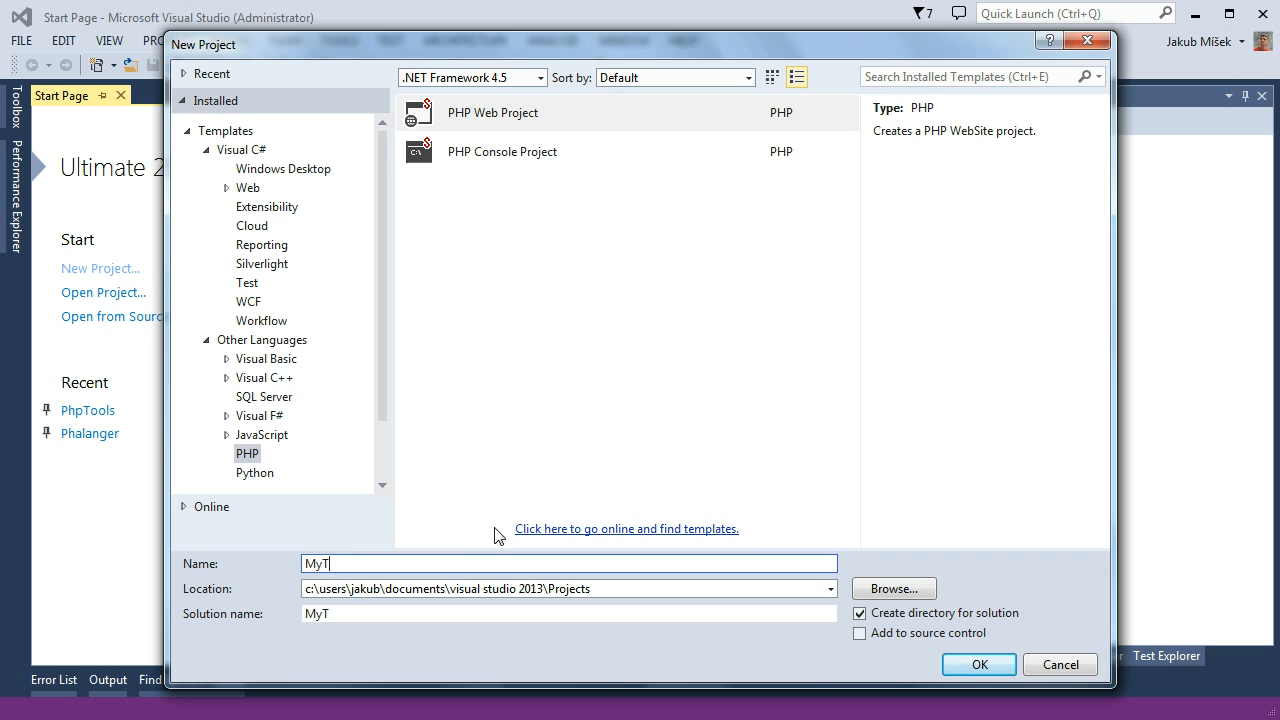 Start Page - Microsoft Visual Studio (Administrator)
7
Quick Launch (Ctrl+Q)
FILE EDIT VIEW
Jakub Míšek
New Project
Toolbox
Performance Explorer
Start Page
Ultimate 2
Start
New Project...
Open Project...
Open from Sourc
Recent
PhpTools
Phalanger
Recent
Installed
Templates
Visual C#
Windows Desktop
Web
Extensibility
Cloud
Reporting
Silverlight
Test
WCF
Workflow
Other Languages
Visual Basic
Visual C++
SQL Server
Visual F#
JavaScript
PHP
Python
Online
.NET Framework 4.5
Sort by: Default
Search Installed Templates (Ctrl+E)
PHP Web Project PHP
PHP Console Project PHP
Type: PHP
Creates a PHP WebSite project.
Click here to go online and find templates.
Name: MyT
Location: c:\users\jakub\documents\visual studio 2013\Projects
Browse...
Solution name: MyT
Create directory for solution
Add to source control
OK Cancel
Error List Output Find
Test Explorer